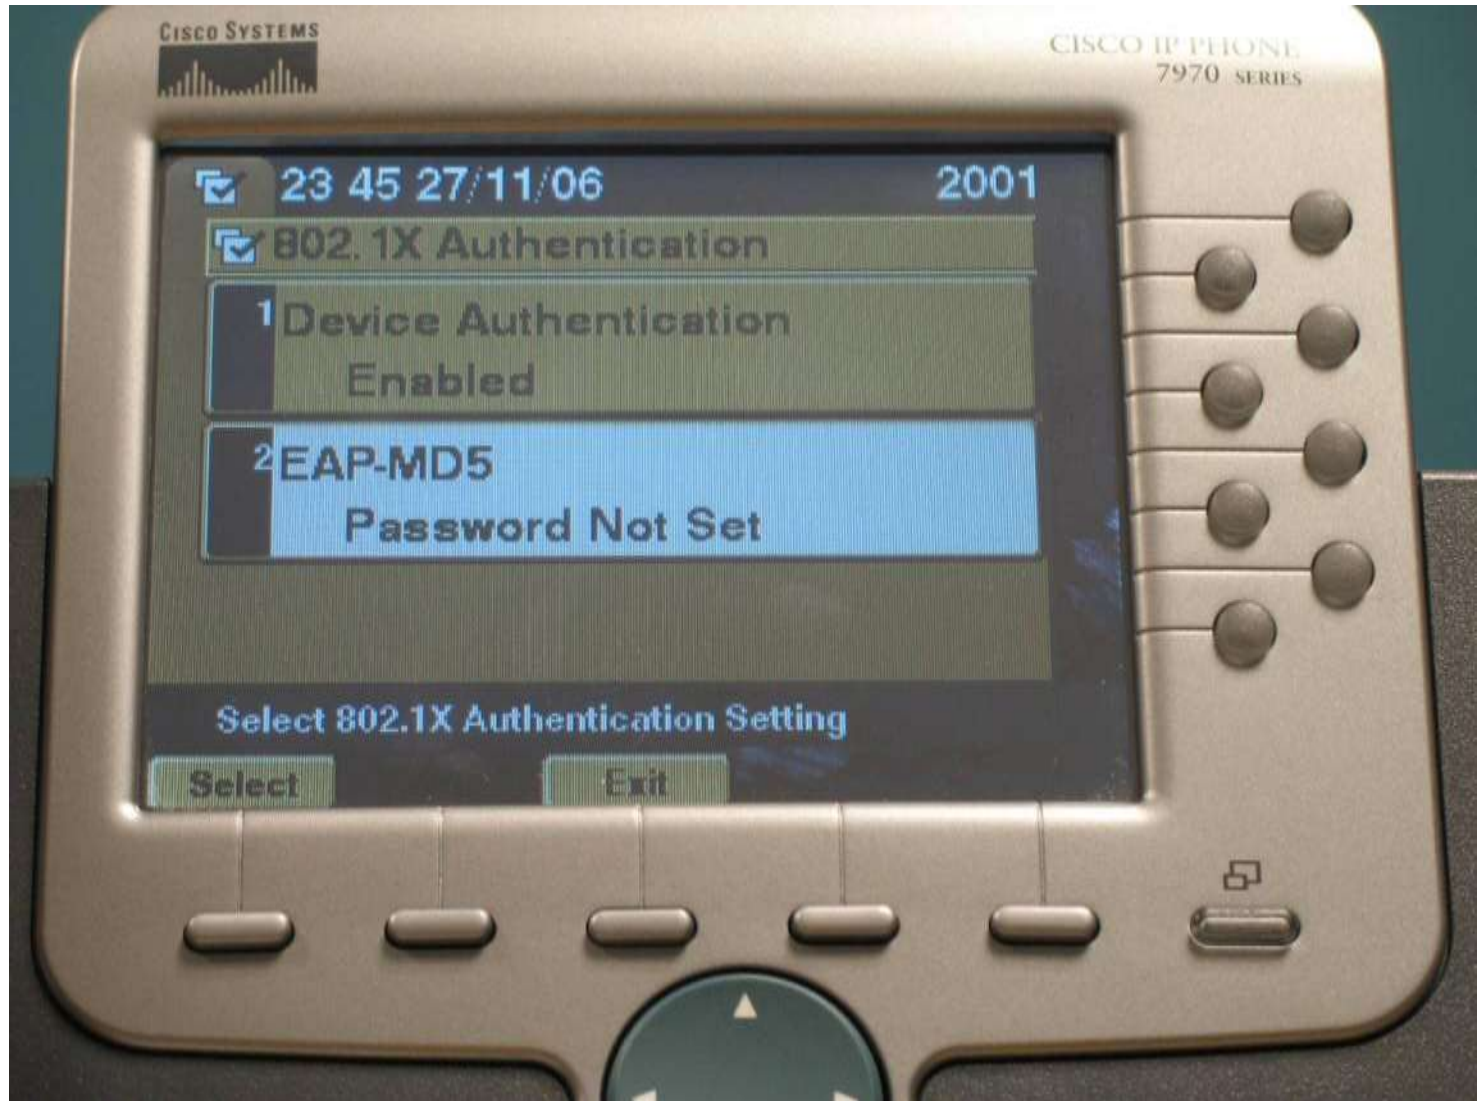 CISCO SYSTEMS
CISCO IP PHONE
7970 SERIES
23 45 27/11/06
2001
802.1X Authentication
1 Device Authentication
Enabled
2 EAP-MD5
Password Not Set
Select 802.1X Authentication Setting
Select
Exit